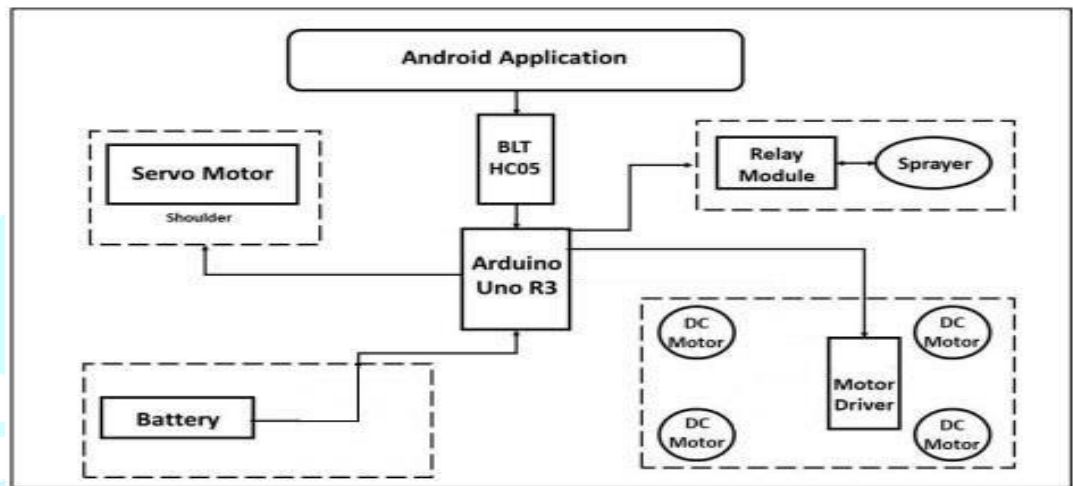 Android Application
BLT
HC05
Servo Motor
Shoulder
Relay
Module
Sprayer
Arduino
Uno R3
DC
Motor
DC
Motor
Motor
Driver
Battery
DC
Motor
DC
Motor